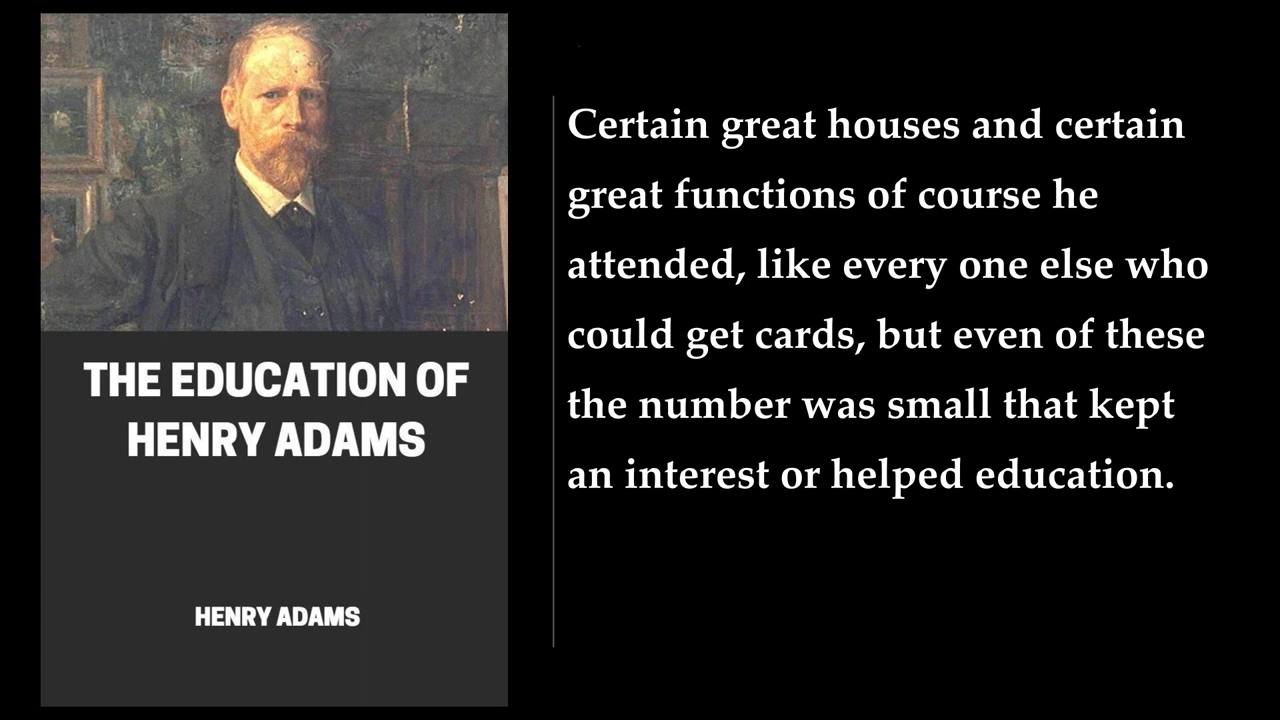 THE EDUCATION OF
HENRY ADAMS
HENRY ADAMS
Certain great houses and certain
great functions of course he
attended, like every one else who
could get cards, but even of these
the number was small that kept
an interest or helped education.